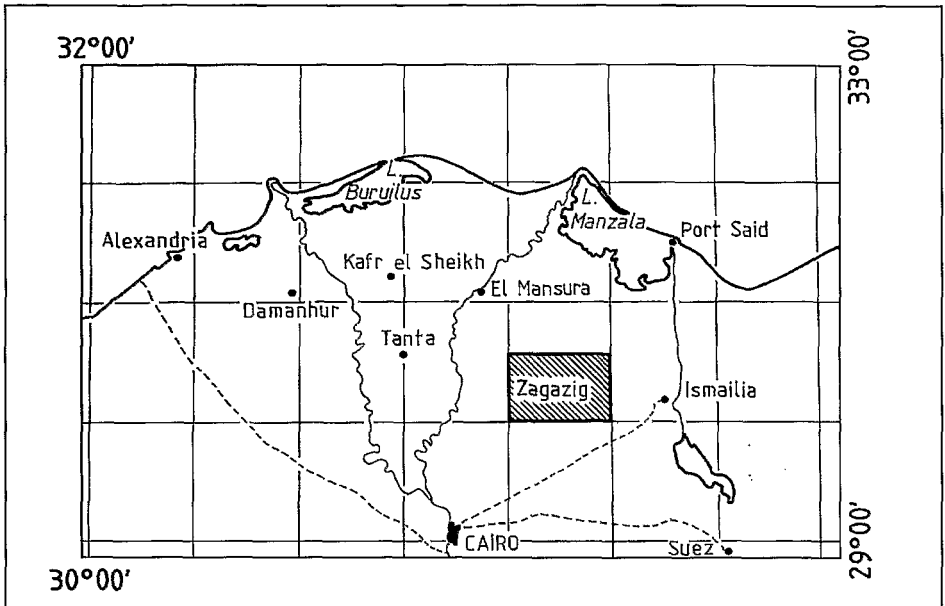 32°00'
33°00'
L.
Burullus
L.
Manzala
Alexandria
Port Said
Kafr el Sheikh
El Mansura
Damanhur
Tanta
Zagazig
Ismailia
CAIRO
Suez
30°00'
29°00'